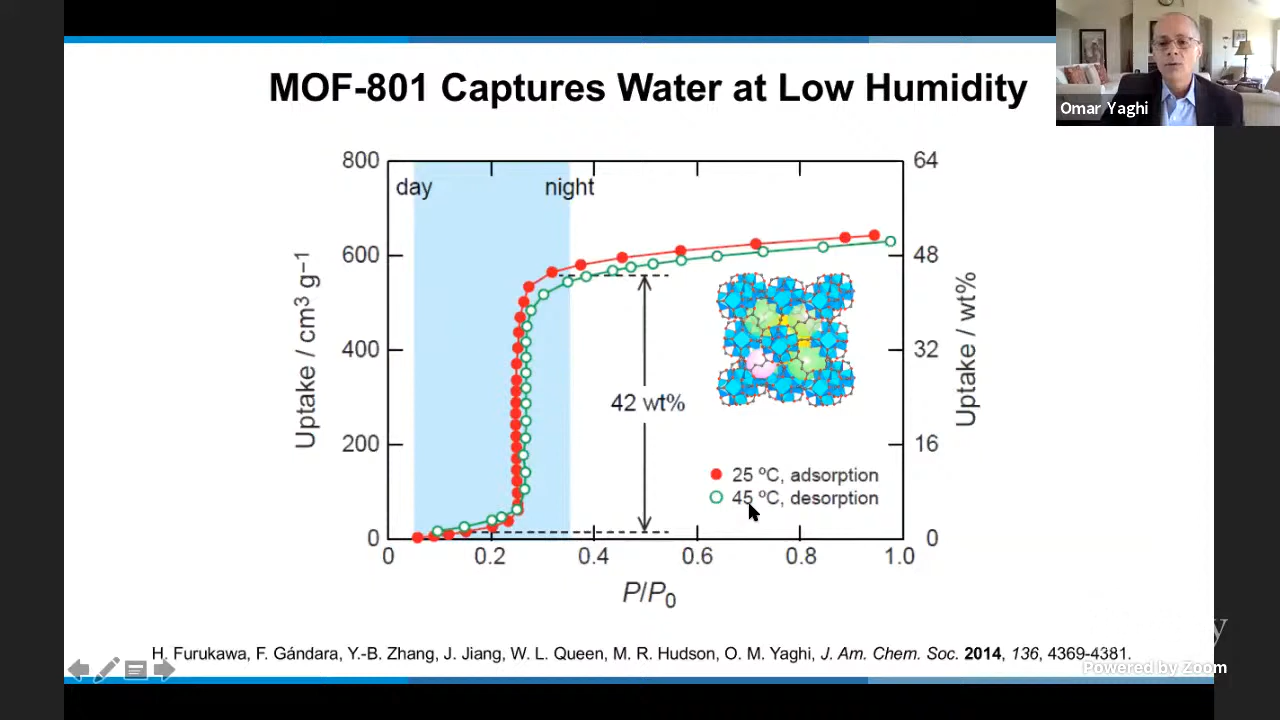 MOF-801 Captures Water at Low Humidity
Omar Yaghi
800
600
400
200
0
Uptake / cm³ g⁻¹
day
night
64
48
32
16
0
Uptake / wt%
42 wt%
25 ºC, adsorption
45 ºC, desorption
0
0.2
0.4
0.6
0.8
1.0
P/P₀
H. Furukawa, F. Gándara, Y.-B. Zhang, J. Jiang, W. L. Queen, M. R. Hudson, O. M. Yaghi, J. Am. Chem. Soc. 2014, 136, 4369-4381.
Powered by Zoom